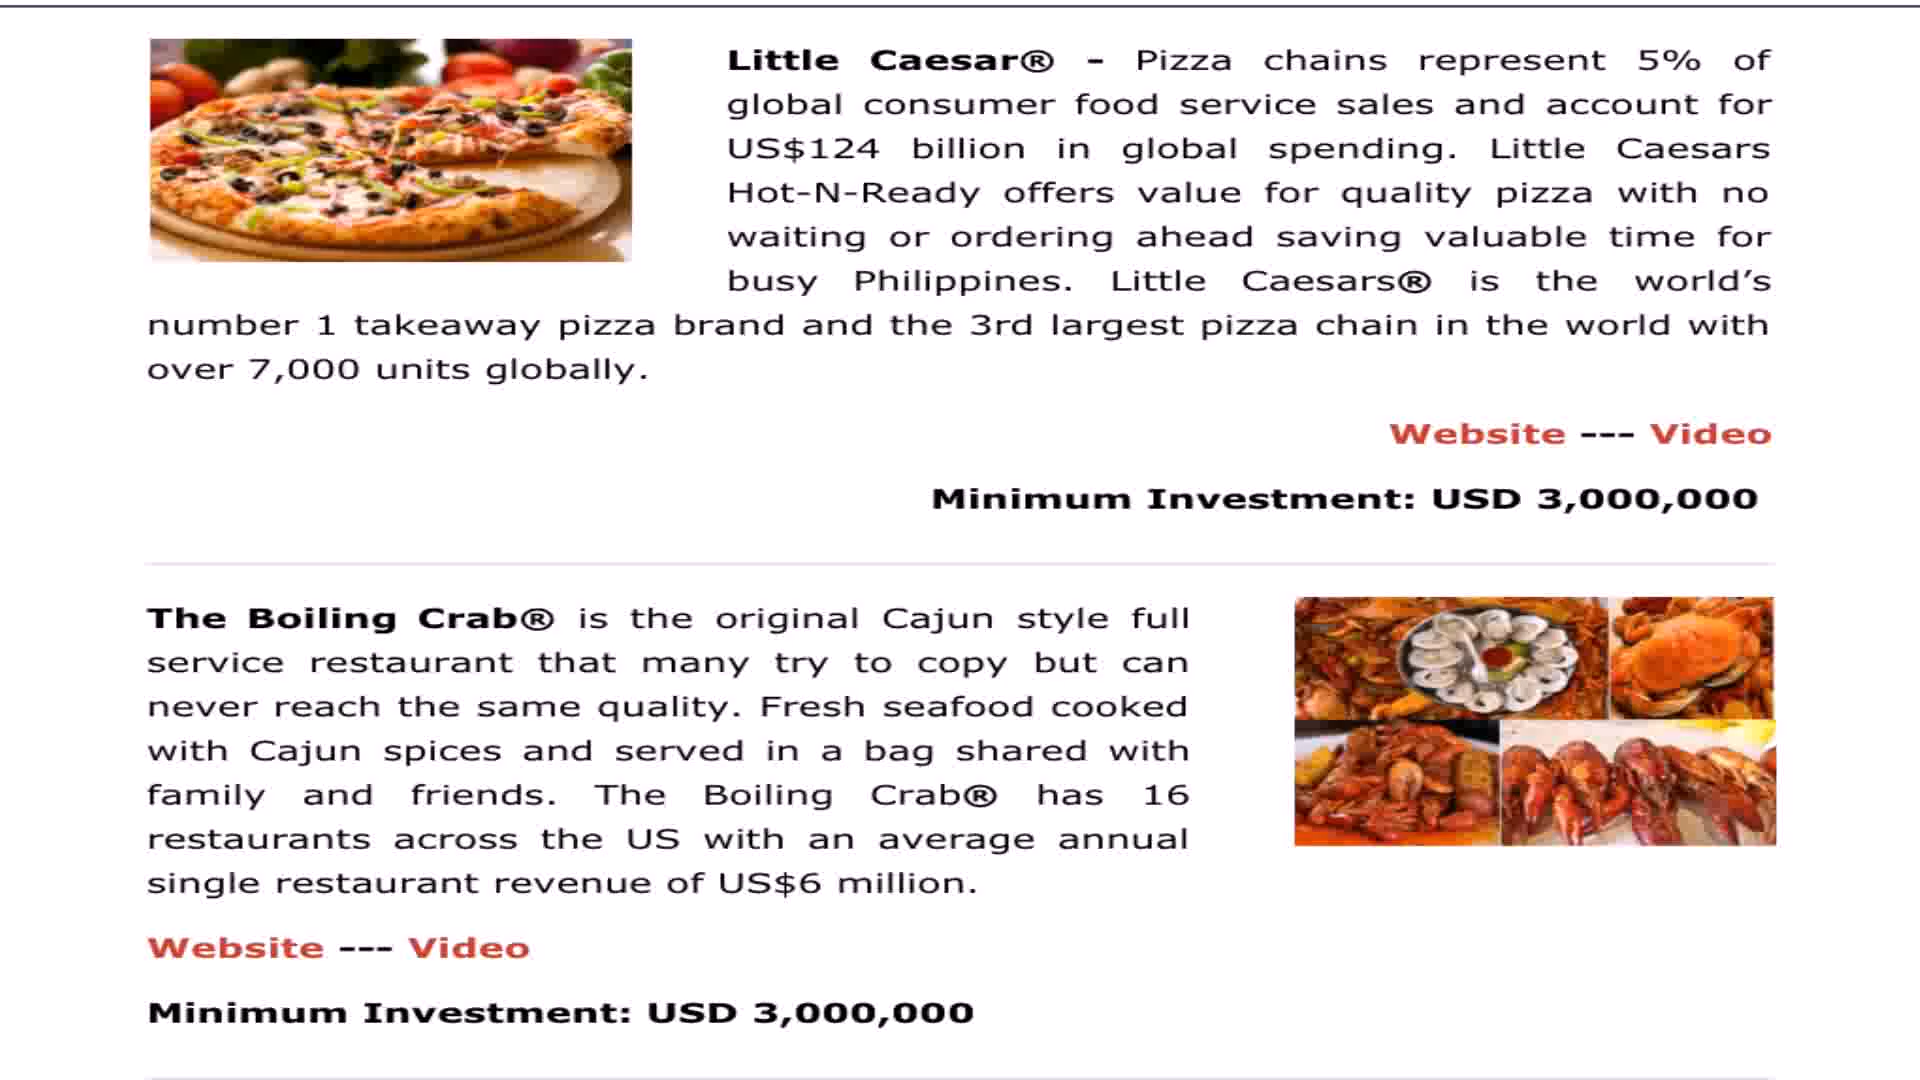 Little Caesar® - Pizza chains represent 5% of
global consumer food service sales and account for
US$124 billion in global spending. Little Caesars
Hot-N-Ready offers value for quality pizza with no
waiting or ordering ahead saving valuable time for
busy Philippines. Little Caesars® is the world’s
number 1 takeaway pizza brand and the 3rd largest pizza chain in the world with
over 7,000 units globally.
Website --- Video
Minimum Investment: USD 3,000,000
The Boiling Crab® is the original Cajun style full
service restaurant that many try to copy but can
never reach the same quality. Fresh seafood cooked
with Cajun spices and served in a bag shared with
family and friends. The Boiling Crab® has 16
restaurants across the US with an average annual
single restaurant revenue of US$6 million.
Website --- Video
Minimum Investment: USD 3,000,000